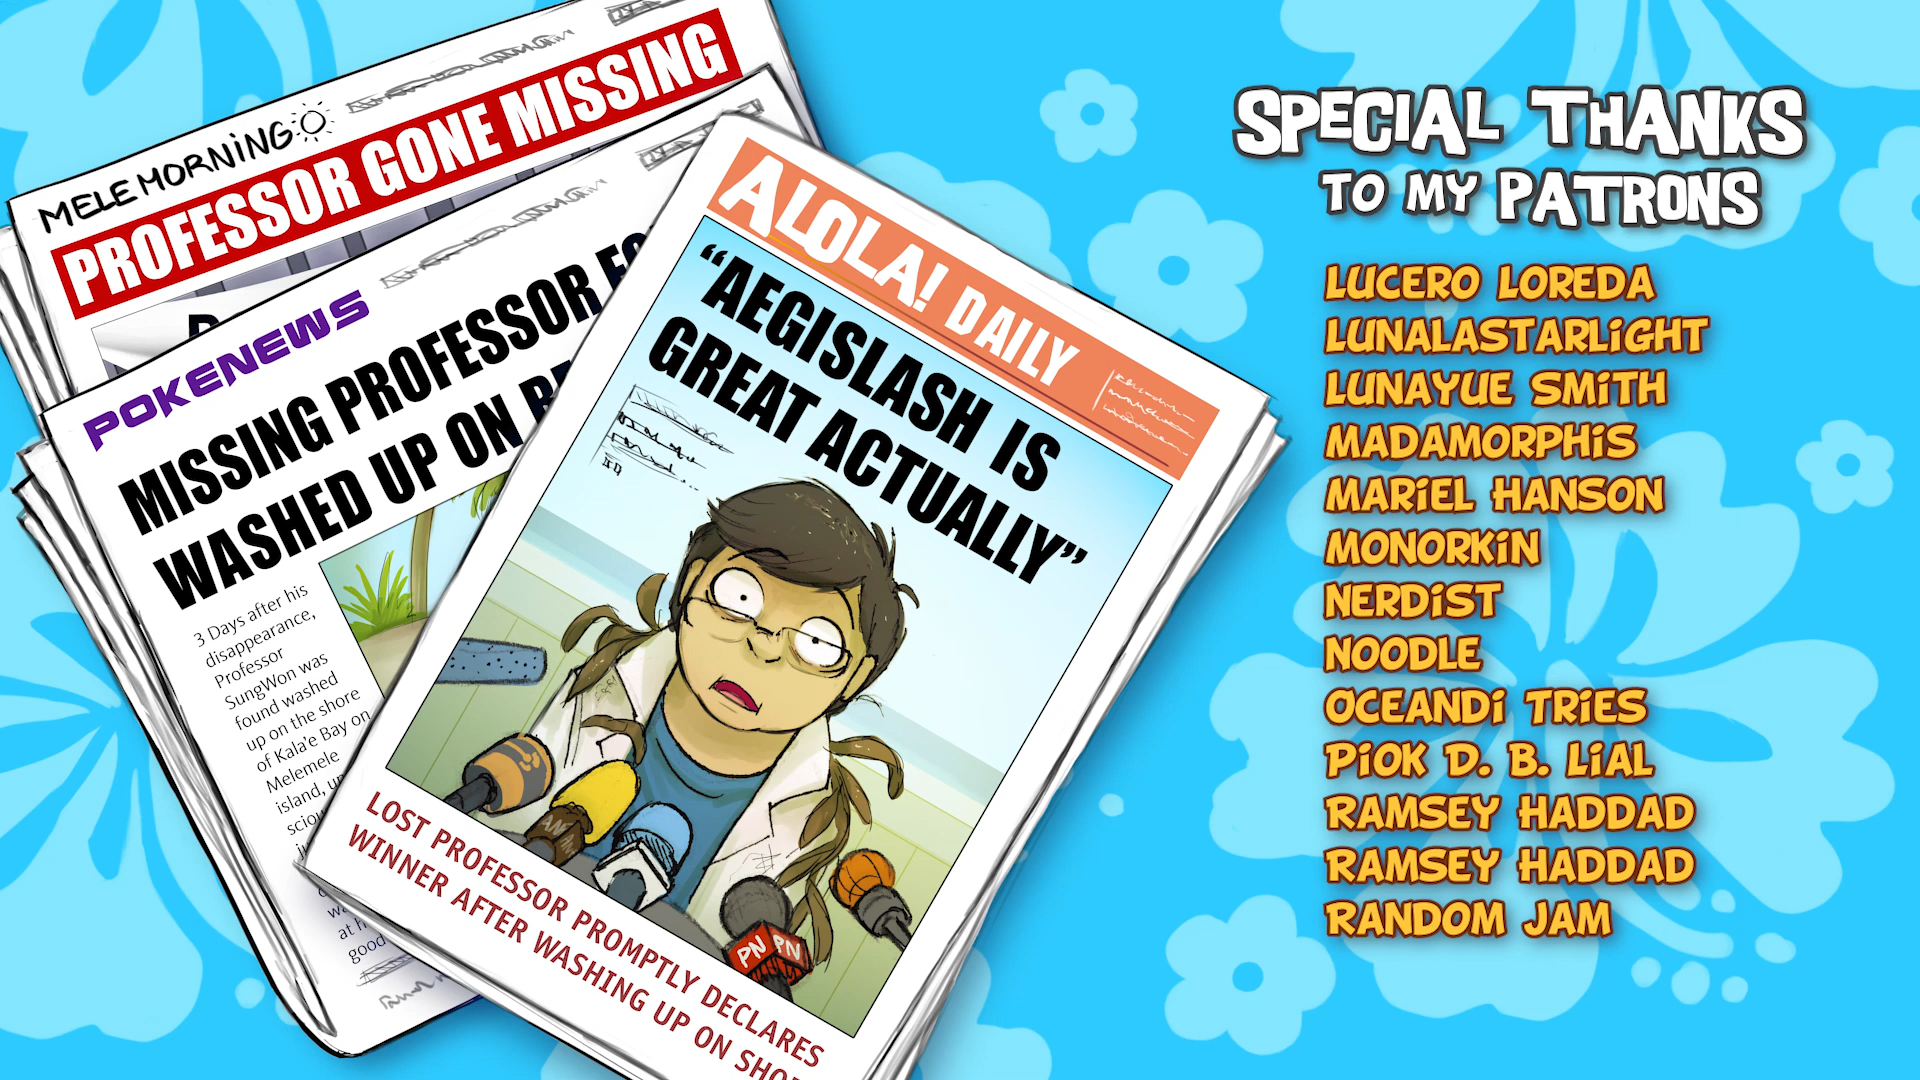 MELE MORNING
PROFESSOR GONE MISSING
POKENEWS
MISSING PROFESSOR
WASHED UP ON
3 Days after his
disappearance,
Professor
SungWon was
found washed
up on the shore
of Kala'e Bay on
Melemele
island,
at
good
ALOLA! DAILY
“AEGISLASH IS
GREAT ACTUALLY”
PN PN
LOST PROFESSOR PROMPTLY DECLARES
WINNER AFTER WASHING UP ON
SPECIAL THANKS
TO MY PATRONS
LUCERO LOREDA
LUNALASTARLiGHT
LUNAYUE SMiTH
MADAMORPHiS
MARiEL HANSON
MONORKiN
NERDiST
NOODLE
OCEANDi TRiES
PiOK D. B. LiAL
RAMSEY HADDAD
RAMSEY HADDAD
RANDOM JAM